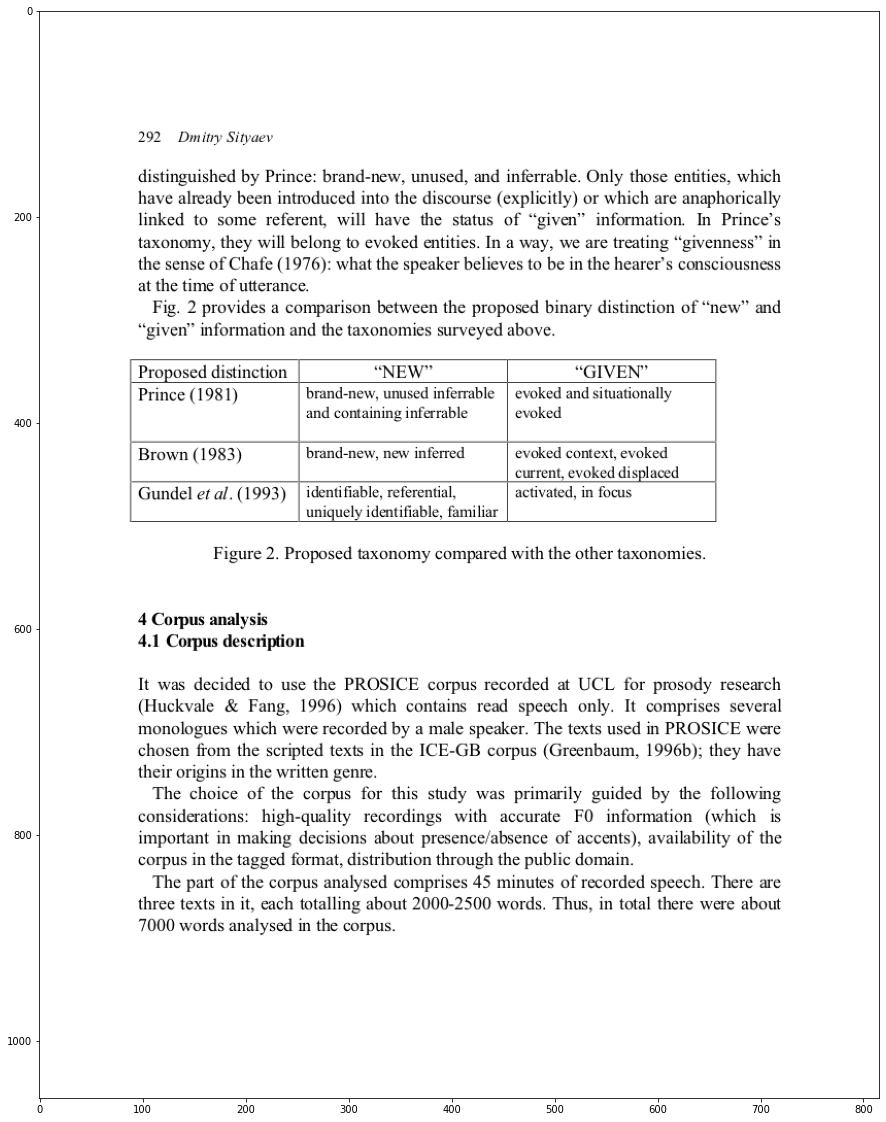 0
200
400
600
800
1000
292 Dmitry Sityaev
distinguished by Prince: brand-new, unused, and inferrable. Only those entities, which
have already been introduced into the discourse (explicitly) or which are anaphorically
linked to some referent, will have the status of “given” information. In Prince’s
taxonomy, they will belong to evoked entities. In a way, we are treating “givenness” in
the sense of Chafe (1976): what the speaker believes to be in the hearer’s consciousness
at the time of utterance.
Fig. 2 provides a comparison between the proposed binary distinction of “new” and
“given” information and the taxonomies surveyed above.
Proposed distinction “NEW” “GIVEN”
Prince (1981) brand-new, unused inferrable evoked and situationally
and containing inferrable evoked
Brown (1983) brand-new, new inferred evoked context, evoked
current, evoked displaced
Gundel et al. (1993) identifiable, referential, activated, in focus
uniquely identifiable, familiar
Figure 2. Proposed taxonomy compared with the other taxonomies.
4 Corpus analysis
4.1 Corpus description
It was decided to use the PROSICE corpus recorded at UCL for prosody research
(Huckvale & Fang, 1996) which contains read speech only. It comprises several
monologues which were recorded by a male speaker. The texts used in PROSICE were
chosen from the scripted texts in the ICE-GB corpus (Greenbaum, 1996b); they have
their origins in the written genre.
The choice of the corpus for this study was primarily guided by the following
considerations: high-quality recordings with accurate F0 information (which is
important in making decisions about presence/absence of accents), availability of the
corpus in the tagged format, distribution through the public domain.
The part of the corpus analysed comprises 45 minutes of recorded speech. There are
three texts in it, each totalling about 2000-2500 words. Thus, in total there were about
7000 words analysed in the corpus.
0 100 200 300 400 500 600 700 800